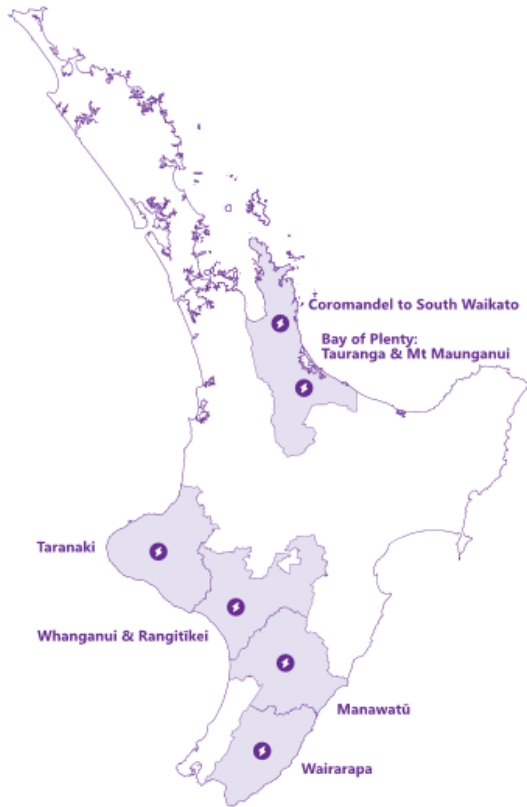 Coromandel to South Waikato
Bay of Plenty:
Tauranga & Mt Maunganui
Taranaki
Whanganui & Rangitīkei
Manawatū
Wairarapa